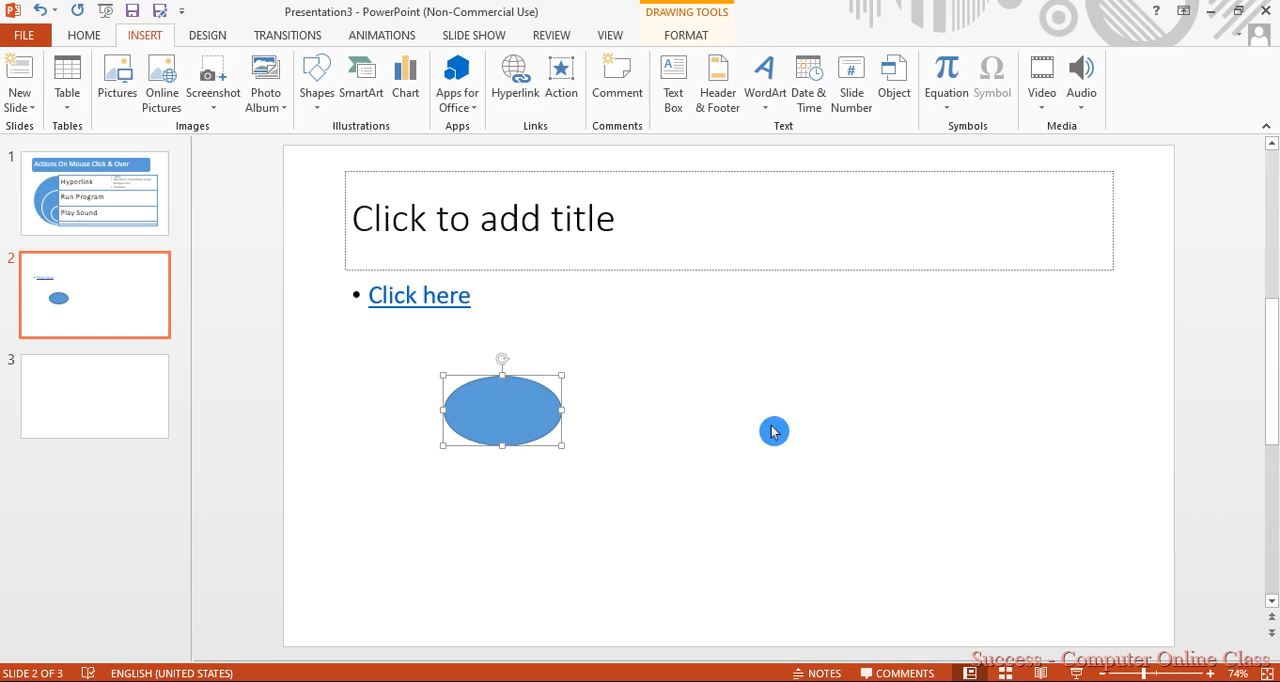 Presentation3 - PowerPoint (Non-Commercial Use)
DRAWING TOOLS
?
FILE HOME INSERT DESIGN TRANSITIONS ANIMATIONS SLIDE SHOW REVIEW VIEW FORMAT
New Slide
Table
Pictures
Online Pictures
Screenshot
Photo Album
Shapes
SmartArt
Chart
Apps for Office
Hyperlink
Action
Comment
Text Box
Header & Footer
WordArt
Date & Time
Slide Number
Object
Equation
Symbol
Video
Audio
Slides Tables Images Illustrations Apps Links Comments Text Symbols Media
1
Actions On Mouse Click & Over
Hyperlink
Run Program
Play Sound
2
Click here
3
Click to add title
• Click here
SLIDE 2 OF 3 ENGLISH (UNITED STATES) NOTES COMMENTS 74%
Success - Computer Online Class